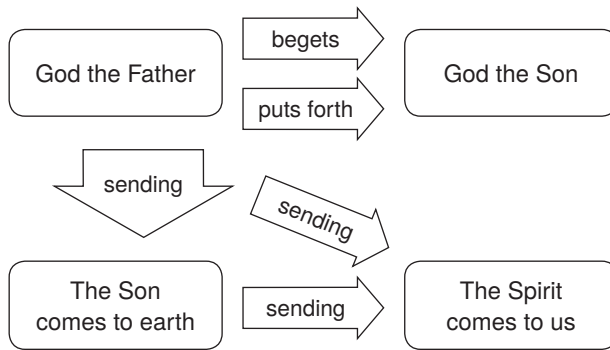 begets
God the Father
God the Son
puts forth
sending
sending
The Son
comes to earth
sending
The Spirit
comes to us